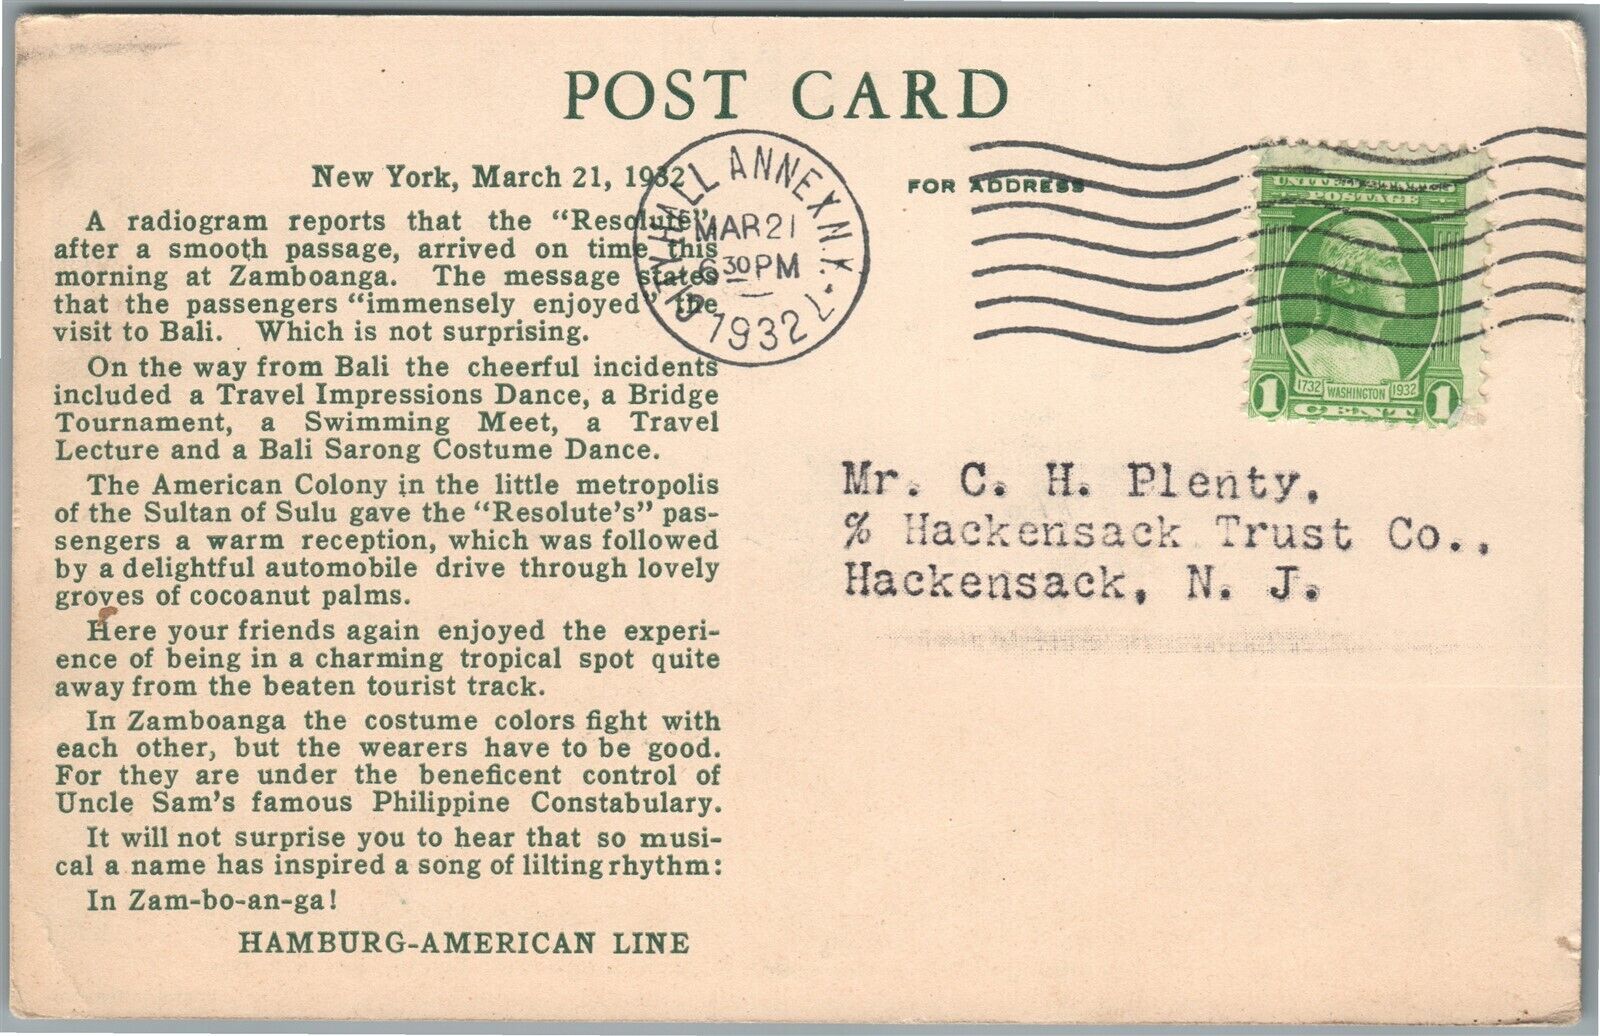 POST CARD
New York, March 21, 1932
A radiogram reports that the "Resolute",
after a smooth passage, arrived on time this
morning at Zamboanga. The message states
that the passengers "immensely enjoyed" the
visit to Bali. Which is not surprising.
On the way from Bali the cheerful incidents
included a Travel Impressions Dance, a Bridge
Tournament, a Swimming Meet, a Travel
Lecture and a Bali Sarong Costume Dance.
The American Colony in the little metropolis
of the Sultan of Sulu gave the "Resolute's" pas-
sengers a warm reception, which was followed
by a delightful automobile drive through lovely
groves of cocoanut palms.
Here your friends again enjoyed the experi-
ence of being in a charming tropical spot quite
away from the beaten tourist track.
In Zamboanga the costume colors fight with
each other, but the wearers have to be good.
For they are under the beneficent control of
Uncle Sam's famous Philippine Constabulary.
It will not surprise you to hear that so musi-
cal a name has inspired a song of lilting rhythm:
In Zam-bo-an-ga!
HAMBURG-AMERICAN LINE
CITY HALL ANNEX N.Y.
MAR 21
6 30 PM
1932
FOR ADDRESS
UNITED STATES
POSTAGE
1732 WASHINGTON 1932
1 CENT 1
Mr. C. H. Plenty,
% Hackensack Trust Co.,
Hackensack, N. J.